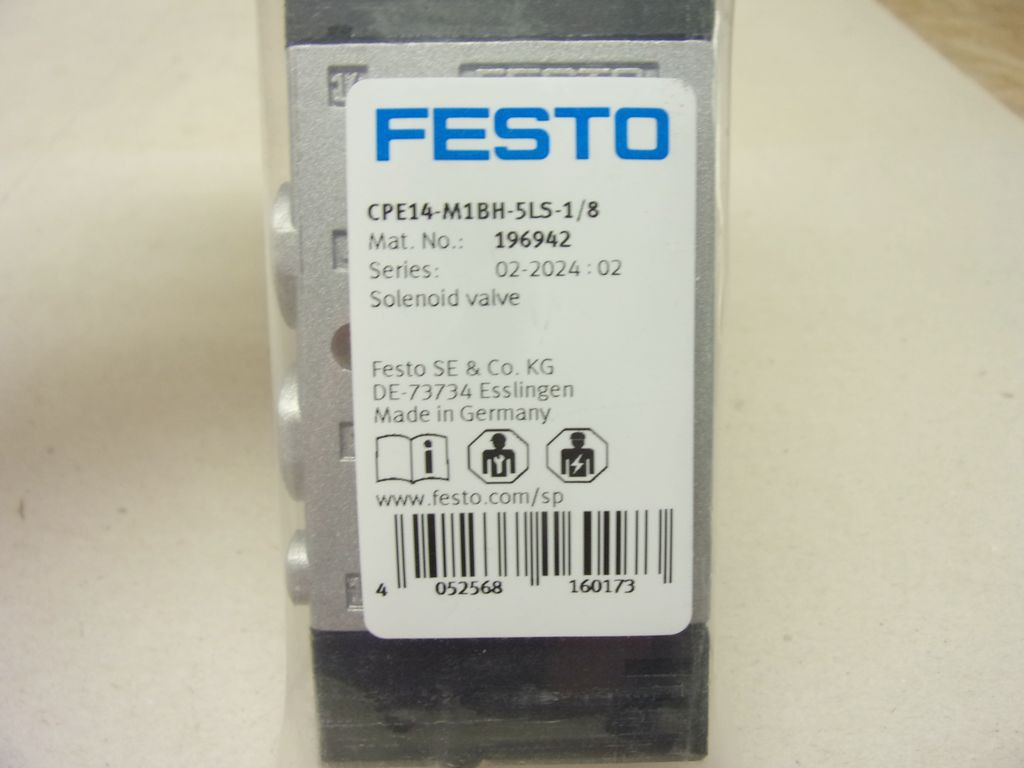 FESTO
CPE14-M1BH-5LS-1/8
Mat. No.: 196942
Series: 02-2024 : 02
Solenoid valve
Festo SE & Co. KG
DE-73734 Esslingen
Made in Germany
www.festo.com/sp
4 052568 160173